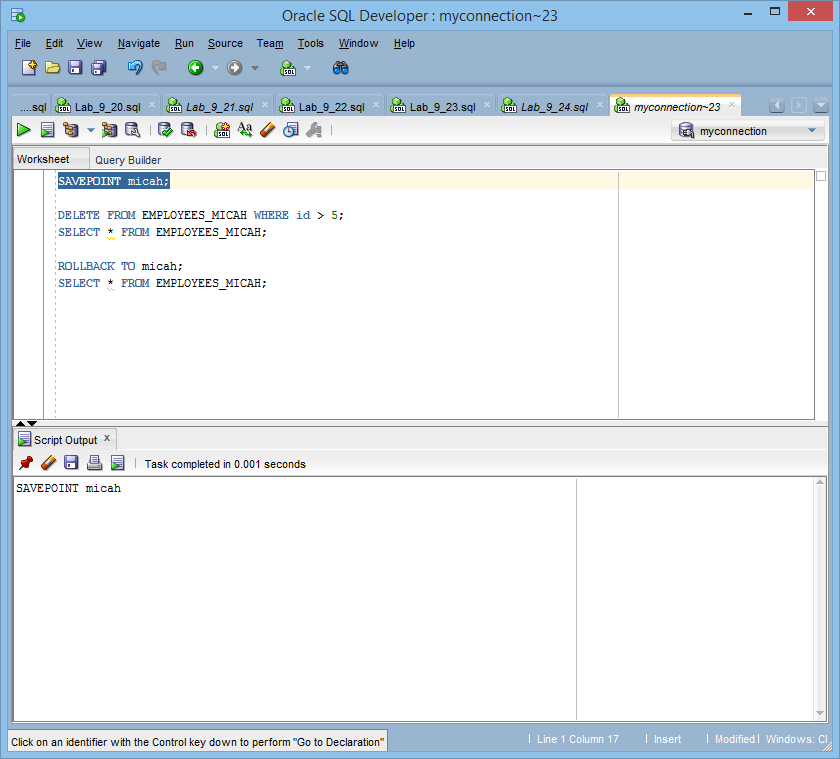 Oracle SQL Developer : myconnection~23
File Edit View Navigate Run Source Team Tools Window Help
....sql Lab_9_20.sql Lab_9_21.sql Lab_9_22.sql Lab_9_23.sql Lab_9_24.sql myconnection~23
myconnection
Worksheet Query Builder
SAVEPOINT micah;
DELETE FROM EMPLOYEES_MICAH WHERE id > 5;
SELECT * FROM EMPLOYEES_MICAH;
ROLLBACK TO micah;
SELECT * FROM EMPLOYEES_MICAH;
Script Output x
Task completed in 0.001 seconds
SAVEPOINT micah
Click on an identifier with the Control key down to perform "Go to Declaration"
Line 1 Column 17 Insert Modified Windows: Cl